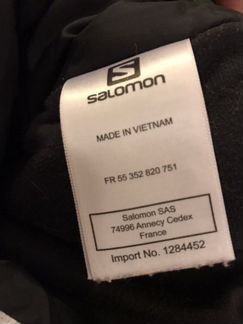 salomon
MADE IN VIETNAM
FR 55 352 820 751
Salomon SAS
74996 Annecy Cedex
France
Import No. 1284452